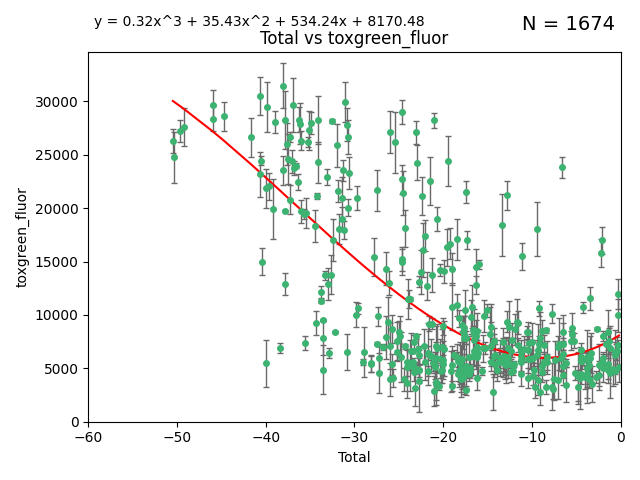 y = 0.32x^3 + 35.43x^2 + 534.24x + 8170.48
N = 1674
Total vs toxgreen_fluor
30000
25000
20000
15000
10000
5000
0
toxgreen_fluor
−60
−50
−40
−30
−20
−10
0
Total